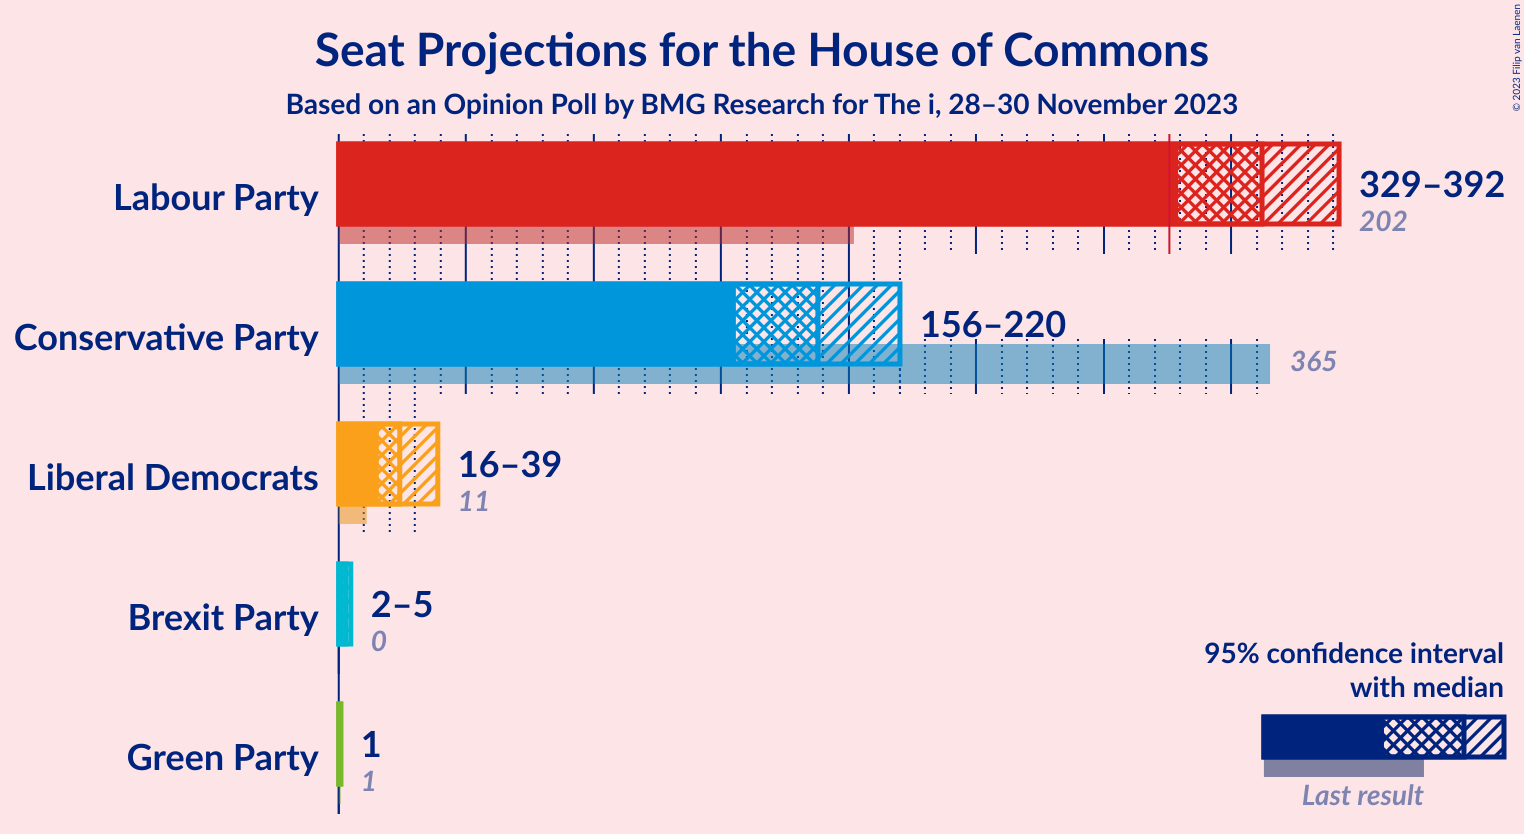 Seat Projections for the House of Commons
Based on an Opinion Poll by BMG Research for The i, 28–30 November 2023
© 2023 Filip van Laenen
Labour Party
329–392
202
Conservative Party
156–220
365
Liberal Democrats
16–39
11
Brexit Party
2–5
0
Green Party
1
1
95% confidence interval
with median
Last result